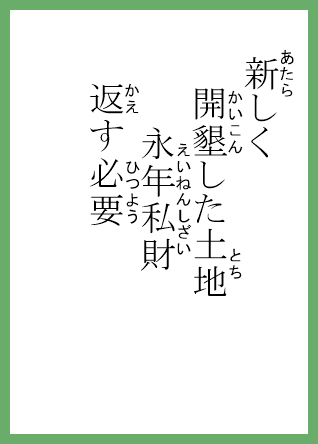 新しく
開墾した土地
永年私財
返す必要
あたら
かいこん
とち
えいねんしざい
かえ
ひつよう